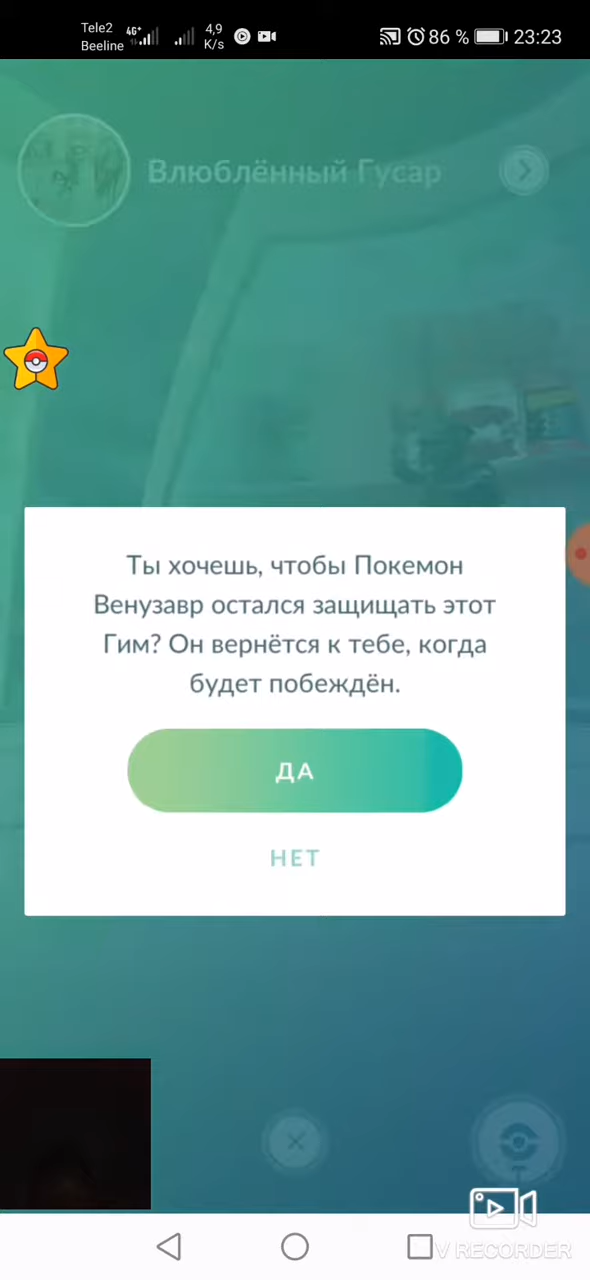 Tele2
Beeline
4G+
4,9
K/s
86 %
23:23
Влюблённый Гусар
Ты хочешь, чтобы Покемон
Венузавр остался защищать этот
Гим? Он вернётся к тебе, когда
будет побеждён.
ДА
НЕТ
V RECORDER